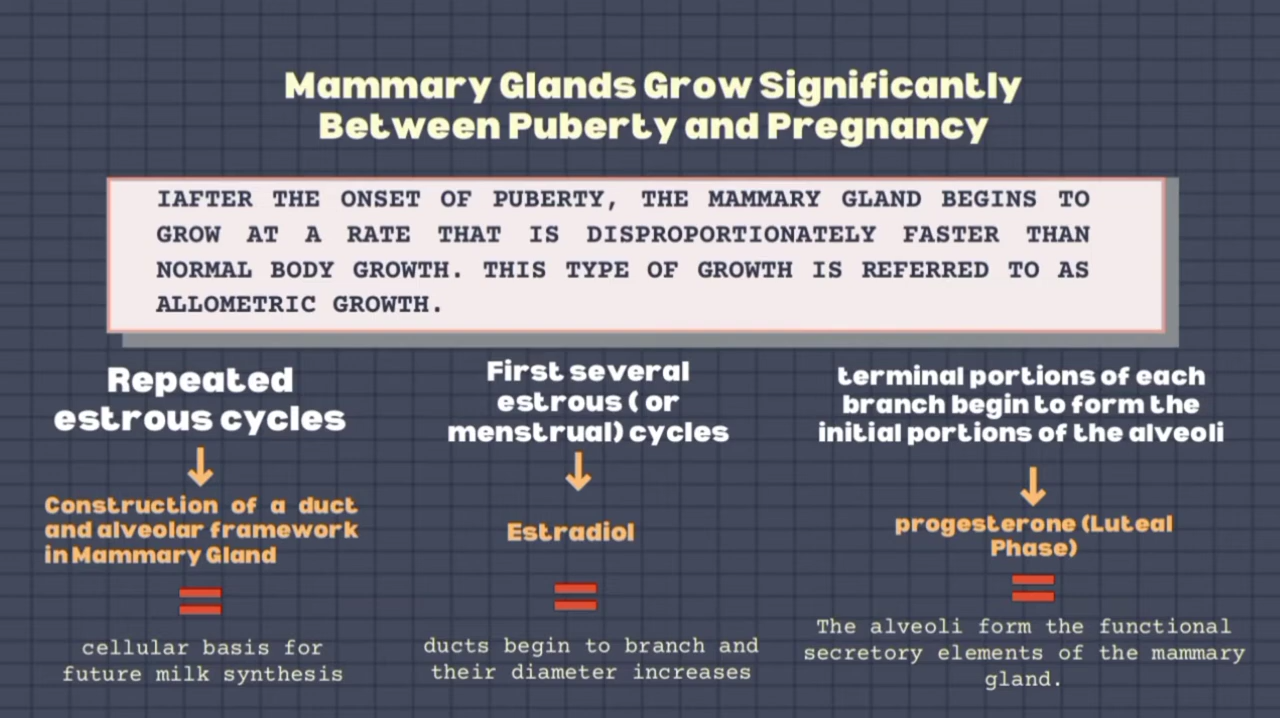 Mammary Glands Grow Significantly
Between Puberty and Pregnancy
IAFTER THE ONSET OF PUBERTY, THE MAMMARY GLAND BEGINS TO
GROW AT A RATE THAT IS DISPROPORTIONATELY FASTER THAN
NORMAL BODY GROWTH. THIS TYPE OF GROWTH IS REFERRED TO AS
ALLOMETRIC GROWTH.
Repeated
estrous cycles
Construction of a duct
and alveolar framework
in Mammary Gland
=
cellular basis for
future milk synthesis
First several
estrous ( or
menstrual) cycles
Estradiol
=
ducts begin to branch and
their diameter increases
terminal portions of each
branch begin to form the
initial portions of the alveoli
progesterone (Luteal
Phase)
=
The alveoli form the functional
secretory elements of the mammary
gland.